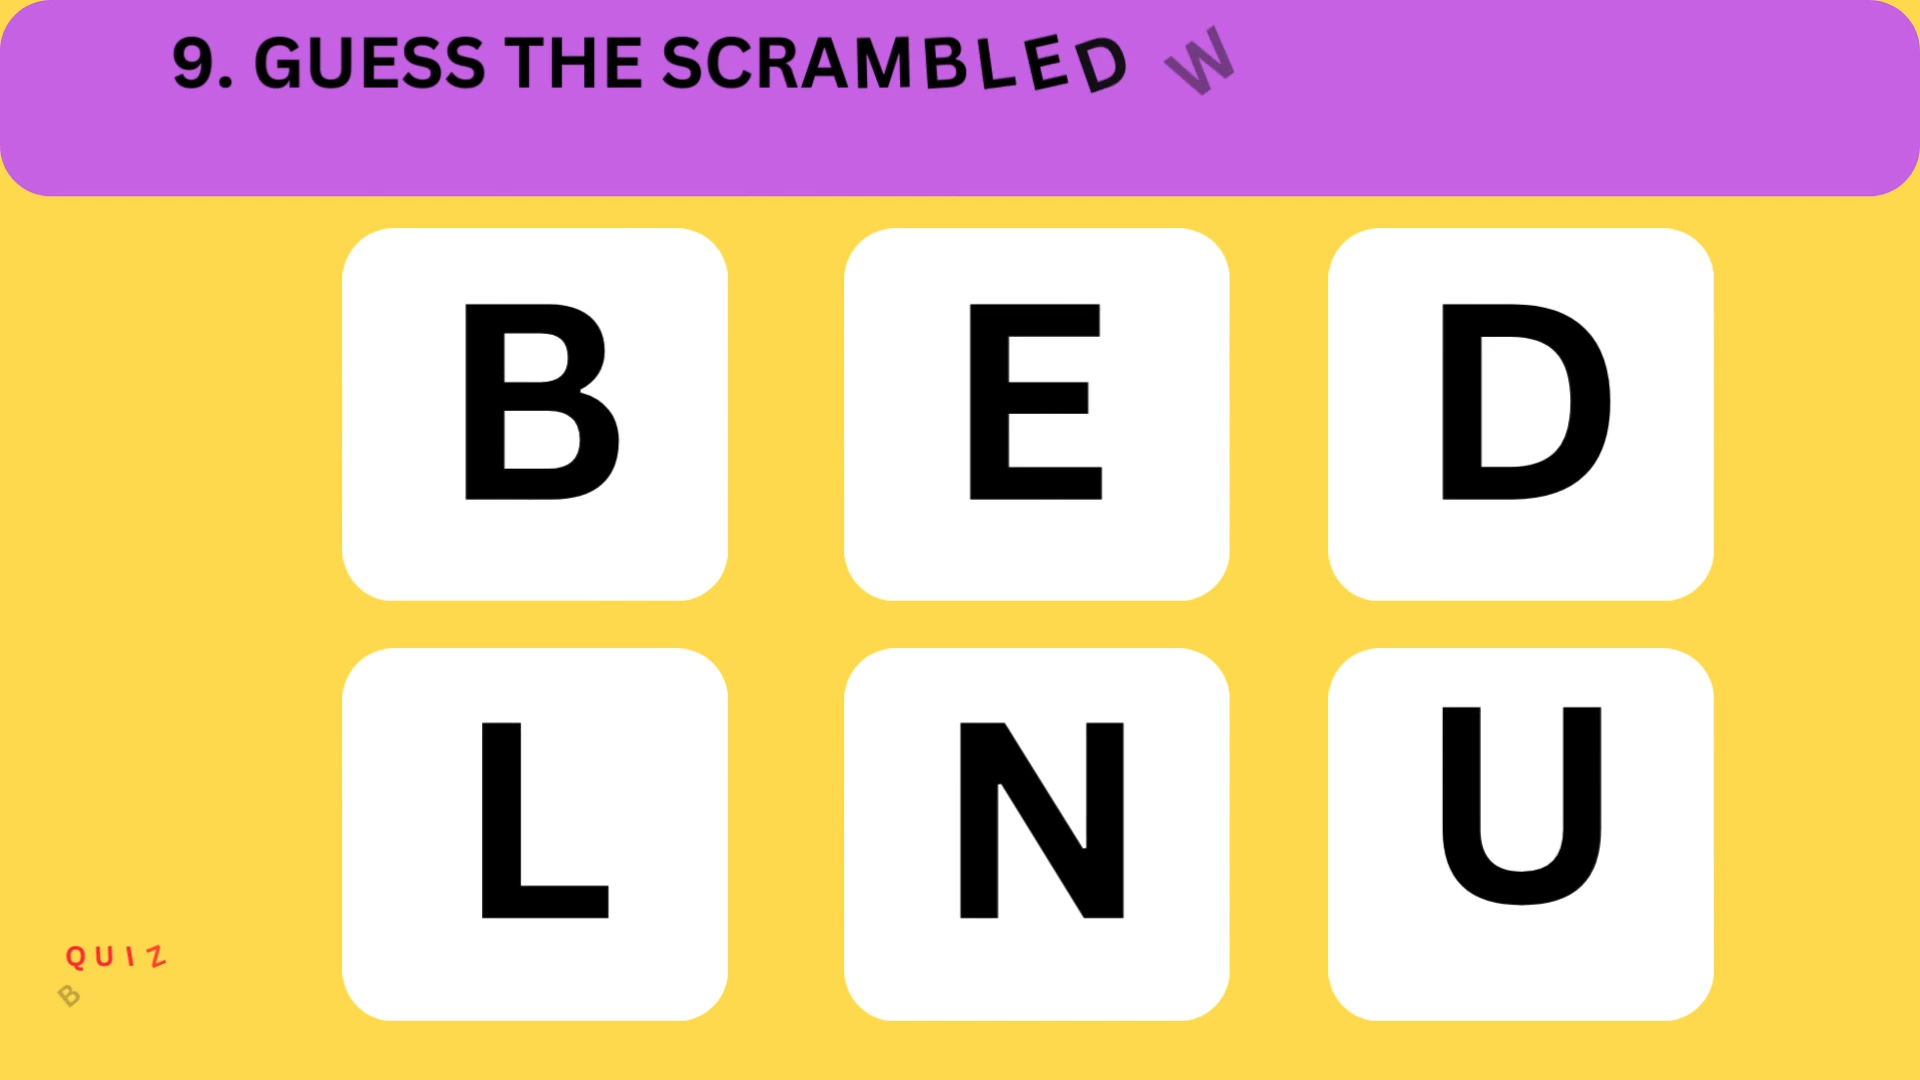 9. GUESS THE SCRAMBLED W
B E D
L N U
QUIZ
B